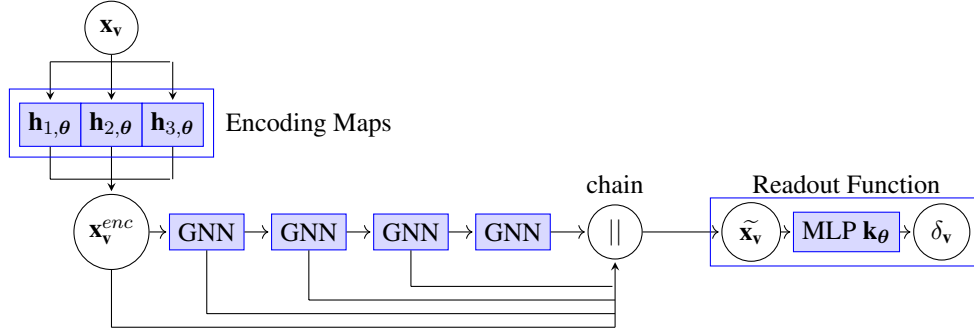 x_v
h_{1,θ} h_{2,θ} h_{3,θ} Encoding Maps
chain Readout Function
x_v^{enc} GNN GNN GNN GNN || x̃_v MLP k_θ δ_v